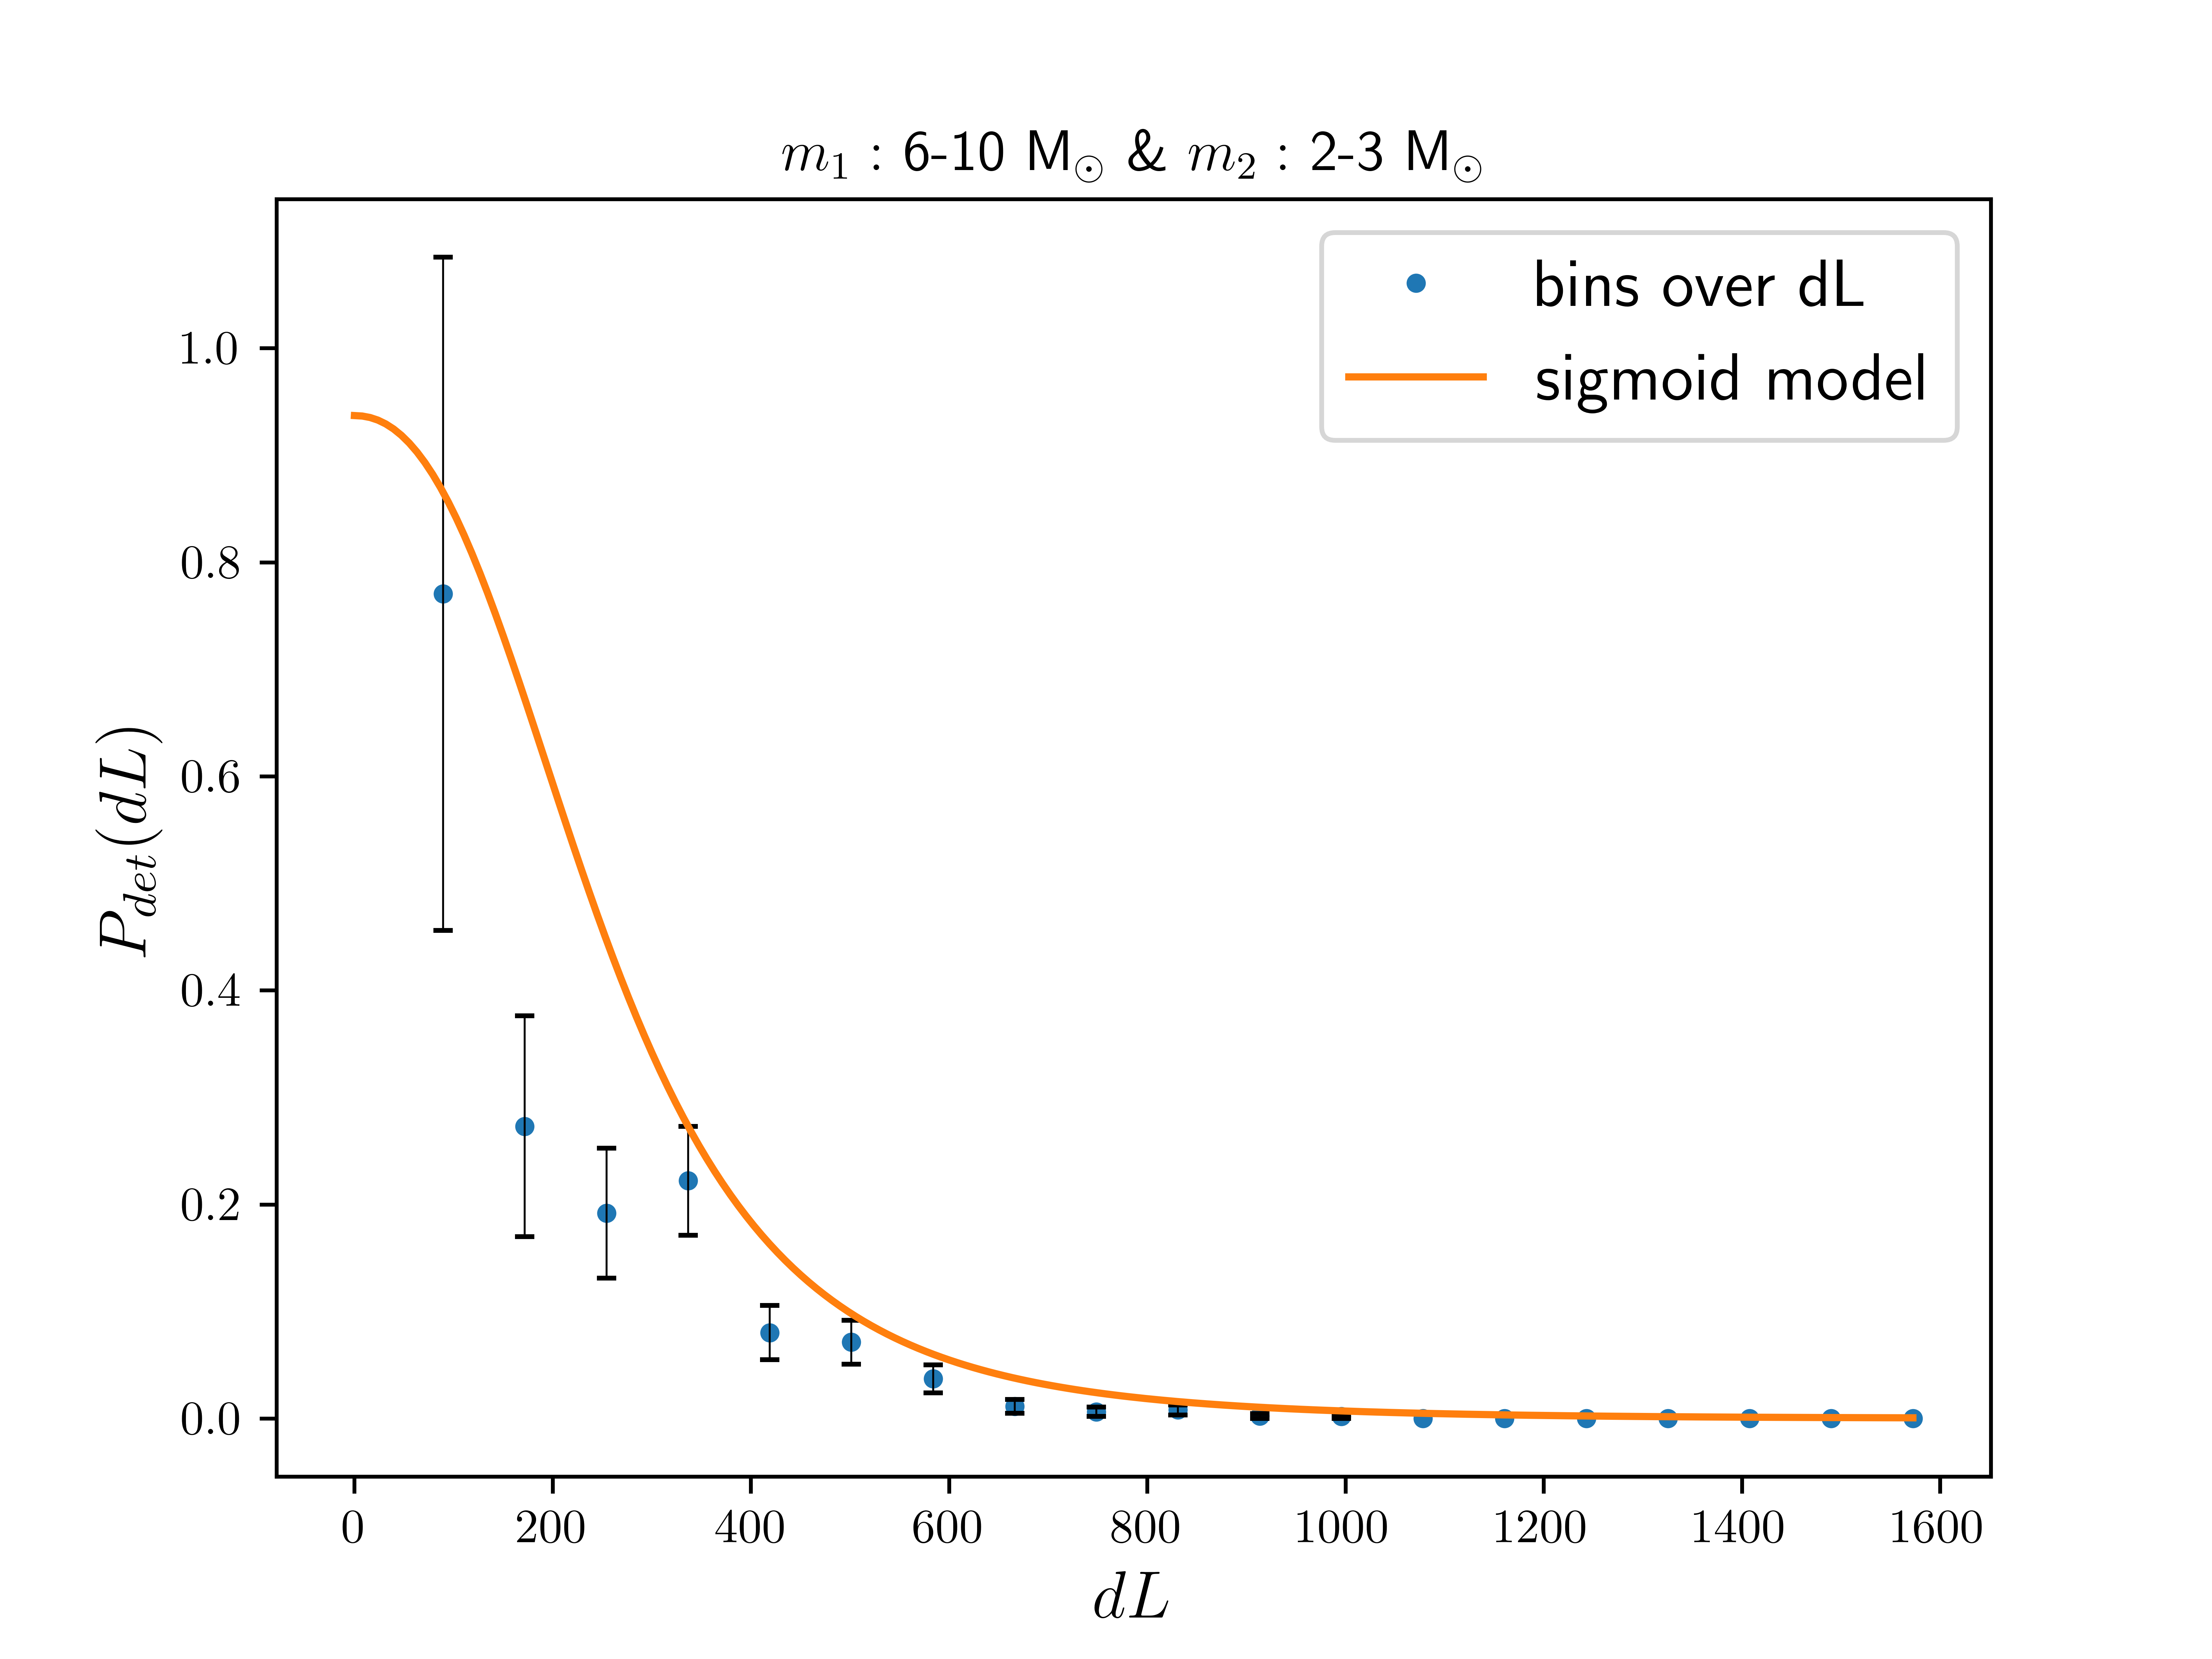 m₁ : 6-10 M⊙ & m₂ : 2-3 M⊙
bins over dL
sigmoid model
1.0
0.8
0.6
0.4
0.2
0.0
P_det(dL)
0 200 400 600 800 1000 1200 1400 1600
dL